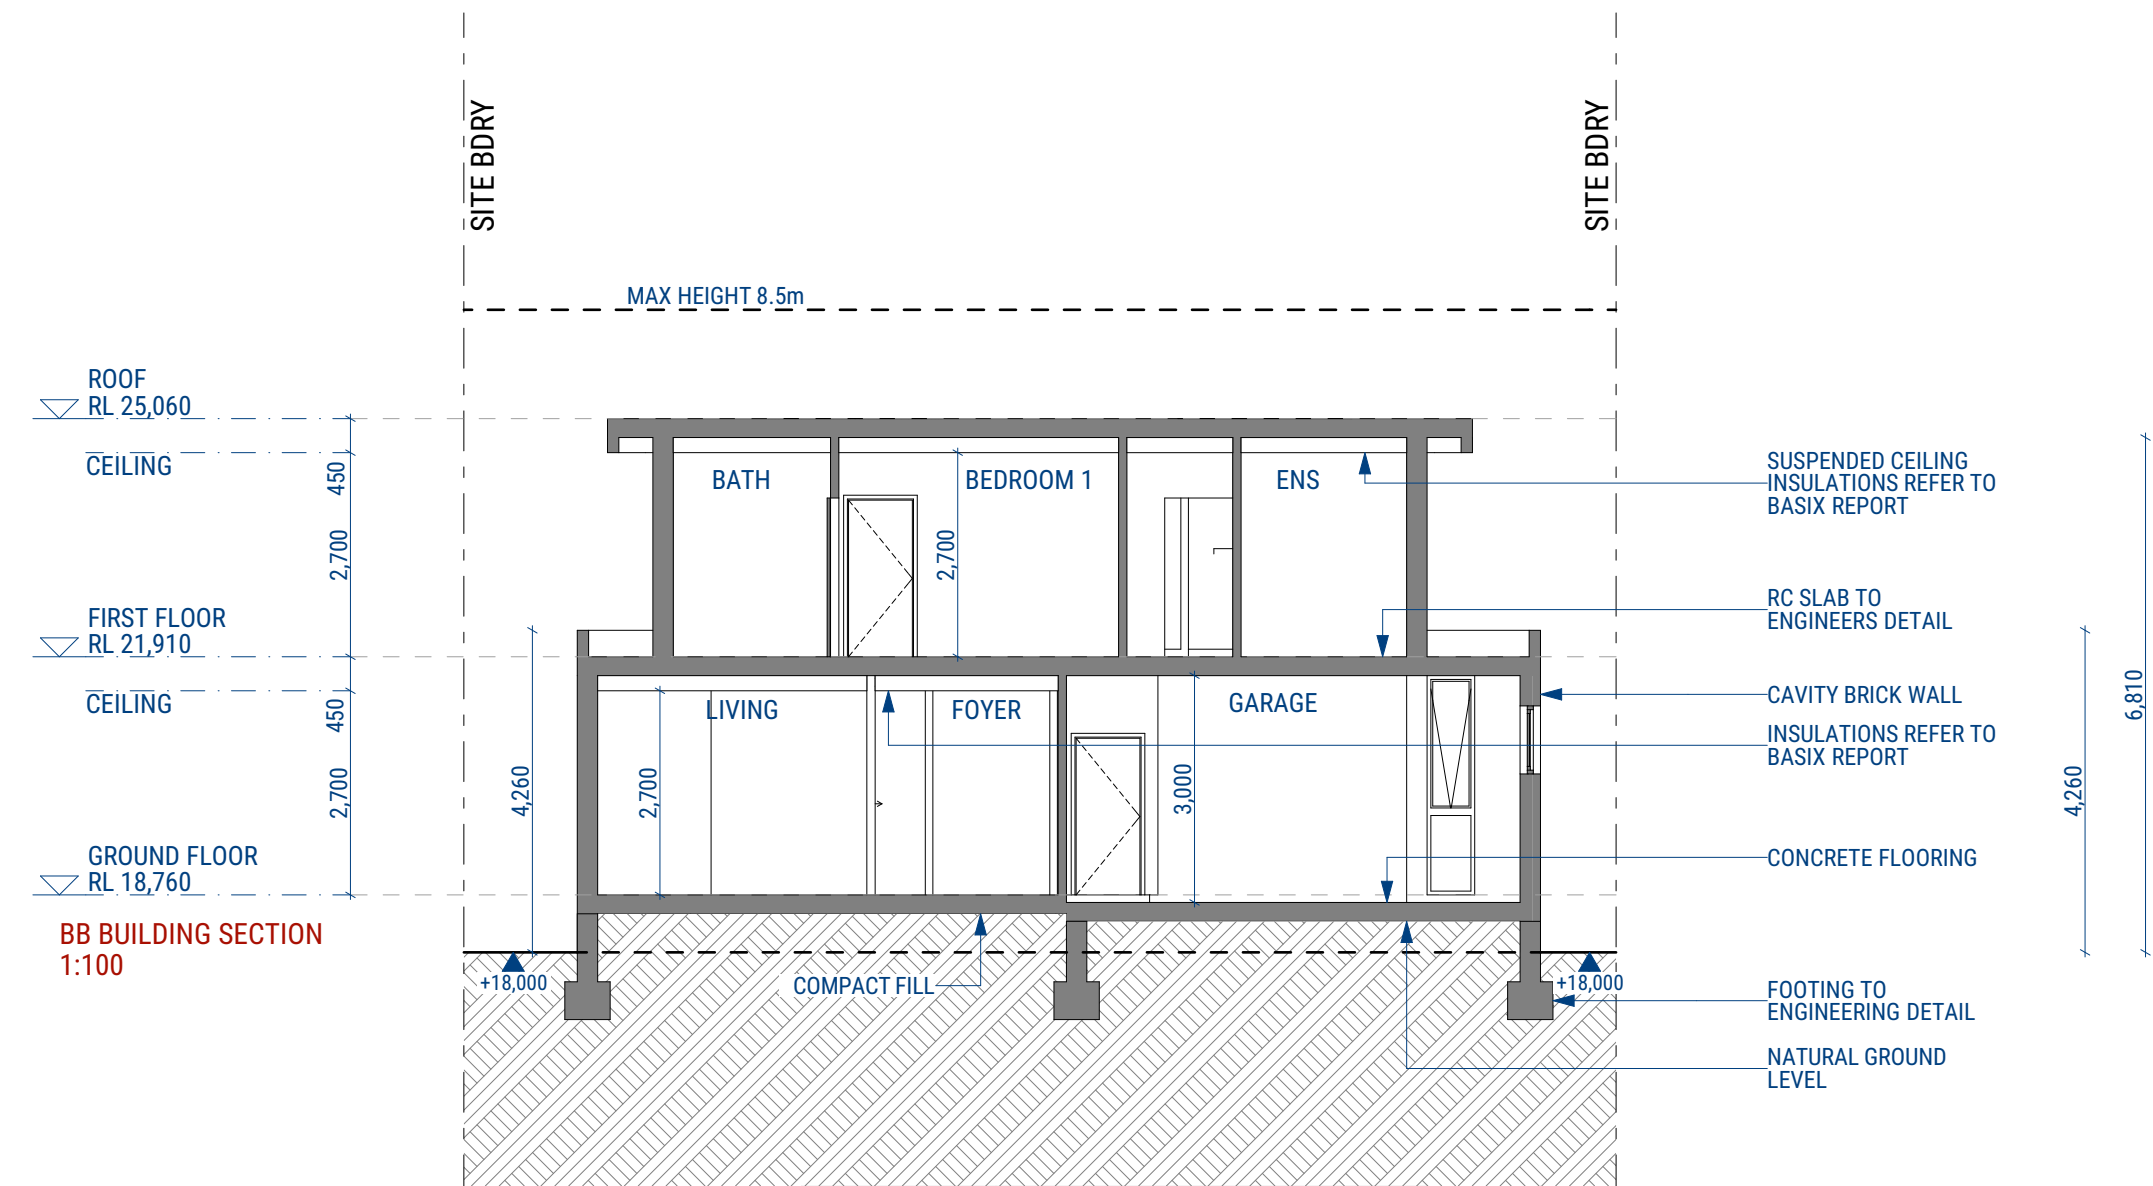 SITE BDRY
SITE BDRY
MAX HEIGHT 8.5m
ROOF
RL 25,060
CEILING
450
2,700
FIRST FLOOR
RL 21,910
CEILING
450
2,700
GROUND FLOOR
RL 18,760
BB BUILDING SECTION
1:100
4,260
+18,000
BATH
BEDROOM 1
ENS
2,700
LIVING
FOYER
GARAGE
2,700
3,000
COMPACT FILL
+18,000
SUSPENDED CEILING
INSULATIONS REFER TO
BASIX REPORT
RC SLAB TO
ENGINEERS DETAIL
CAVITY BRICK WALL
INSULATIONS REFER TO
BASIX REPORT
CONCRETE FLOORING
FOOTING TO
ENGINEERING DETAIL
NATURAL GROUND
LEVEL
4,260
6,810